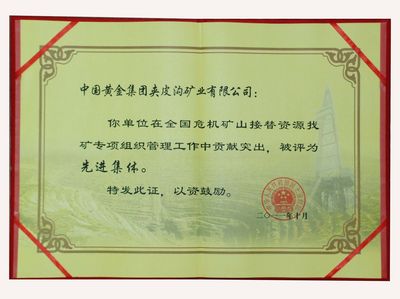 中国黄金集团夹皮沟矿业有限公司：
你单位在全国危机矿山接替资源找
矿专项组织管理工作中贡献突出，被评为
先进集体。
特发此证，以资鼓励。
二〇一一年十月